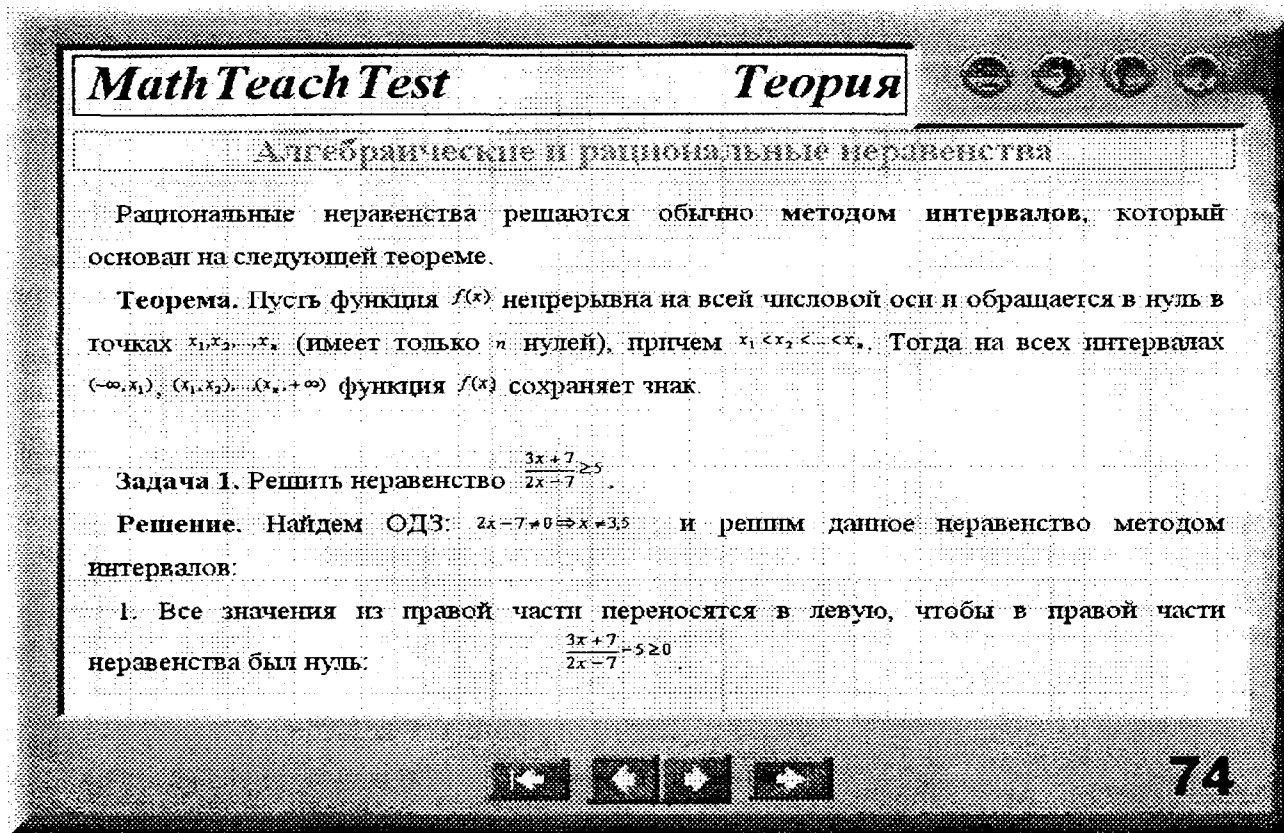 Math Teach Test Теория
Алгебраические и рациональные неравенства
Рациональные неравенства решаются обычно методом интервалов, который
основан на следующей теореме.
Теорема. Пусть функция f(x) непрерывна на всей числовой оси и обращается в нуль в
точках x₁,x₂,...,xₙ (имеет только n нулей), причем x₁<x₂<...<xₙ. Тогда на всех интервалах
(-∞,x₁), (x₁,x₂),...,(xₙ,+∞) функция f(x) сохраняет знак.
Задача 1. Решить неравенство (3x+7)/(2x-7) ≥ 5.
Решение. Найдем ОДЗ: 2x-7≠0⇒x≠3,5 и решим данное неравенство методом
интервалов:
1. Все значения из правой части переносятся в левую, чтобы в правой части
неравенства был нуль: (3x+7)/(2x-7) - 5 ≥ 0.
74